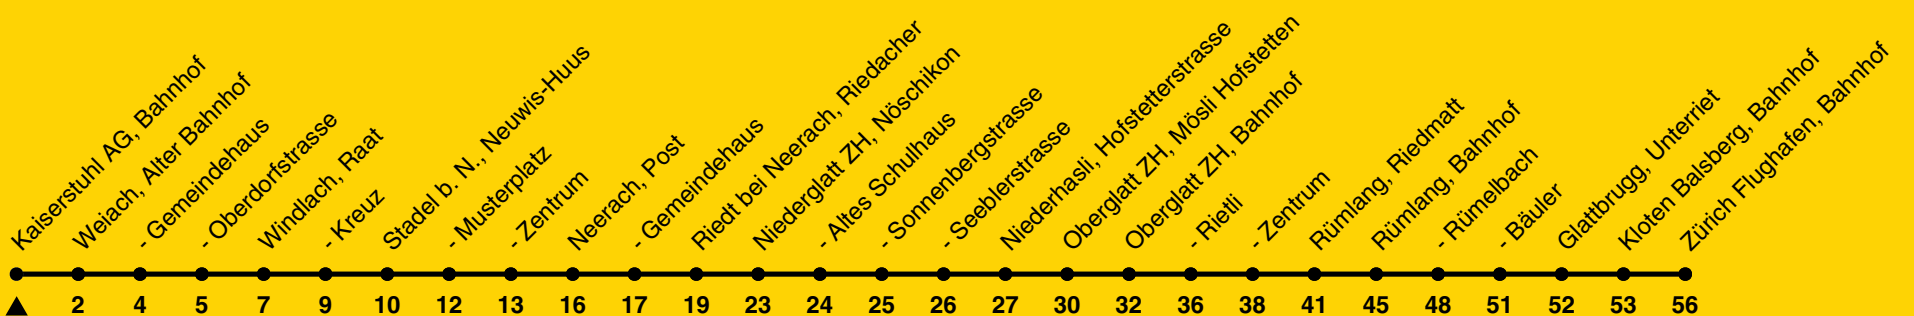 Kaiserstuhl AG, Bahnhof
Weiach, Alter Bahnhof
- Gemeindehaus
- Oberdorfstrasse
Windlach, Raat
- Kreuz
Stadel b. N., Neuwis-Huus
- Musterplatz
- Zentrum
Neerach, Post
- Gemeindehaus
Riedt bei Neerach, Riedacher
Niederglatt ZH, Nöschikon
- Altes Schulhaus
- Sonnenbergstrasse
- Seeblerstrasse
Niederhasli, Hofstetterstrasse
Oberglatt ZH, Mösli Hofstetten
Oberglatt ZH, Bahnhof
- Rietli
- Zentrum
Rümlang, Riedmatt
Rümlang, Bahnhof
- Rümelbach
- Bäuler
Glattbrugg, Unterriet
Kloten Balsberg, Bahnhof
Zürich Flughafen, Bahnhof
2 4 5 7 9 10 12 13 16 17 19 23 24 25 26 27 30 32 36 38 41 45 48 51 52 53 56